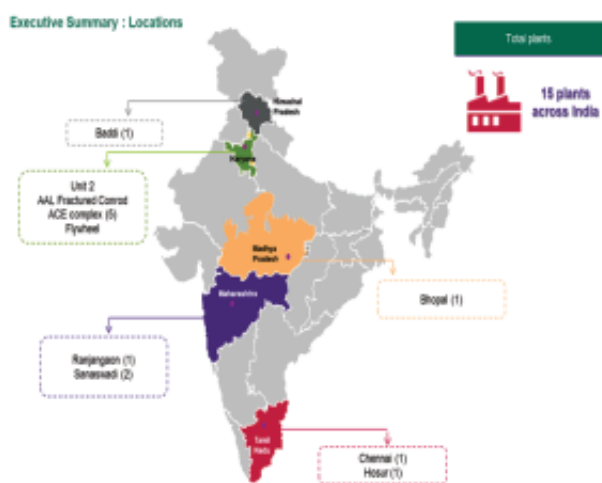 Executive Summary : Locations
Total plants
15 plants
across India
Himachal
Pradesh
Baddi (1)
Haryana
Unit 2
AAL Fractured Conrod
ACE complex (5)
Flywheel
Madhya
Pradesh
Bhopal (1)
Maharashtra
Ranjangaon (1)
Sanaswadi (2)
Tamil
Nadu
Chennai (1)
Hosur (1)